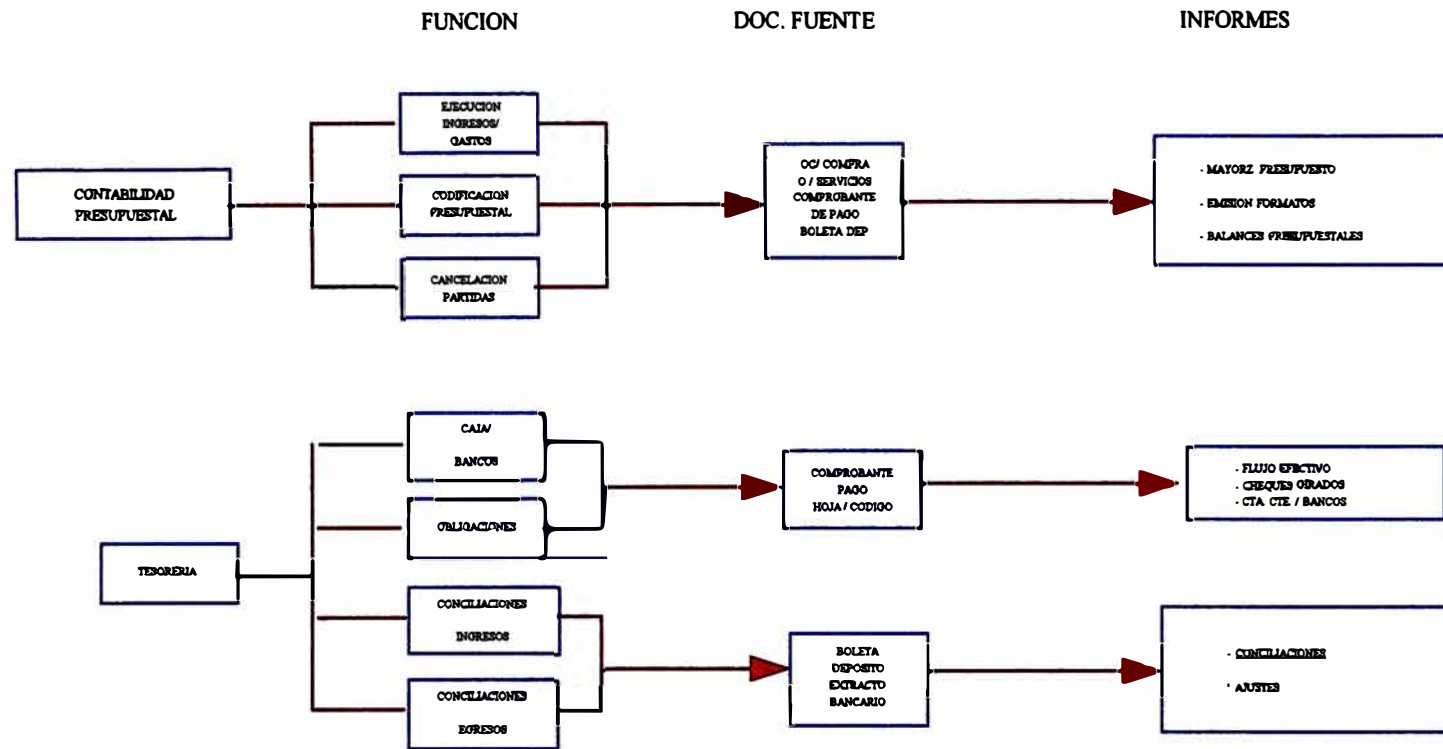 FUNCION
DOC. FUENTE
INFORMES
CONTABILIDAD
PRESUPUESTAL
EJECUCION
INGRESOS/
GASTOS
CODIFICACION
PRESUPUESTAL
CANCELACION
PARTIDAS
OC/ COMPRA
O / SERVICIOS
COMPROBANTE
DE PAGO
BOLETA DEP
- MAYORZ PRESUPUESTO
- EMISION FORMATOS
- BALANCES PRESUPUESTALES
TESORERIA
CAJA/
BANCOS
OBLIGACIONES
CONCILIACIONES
INGRESOS
CONCILIACIONES
EGRESOS
COMPROBANTE
PAGO
HOJA / CODIGO
- FLUJO EFECTIVO
- CHEQUES GIRADOS
- CTA CTE. / BANCOS
BOLETA
DEPOSITO
EXTRACTO
BANCARIO
- CONCILIACIONES
' AJUSTES